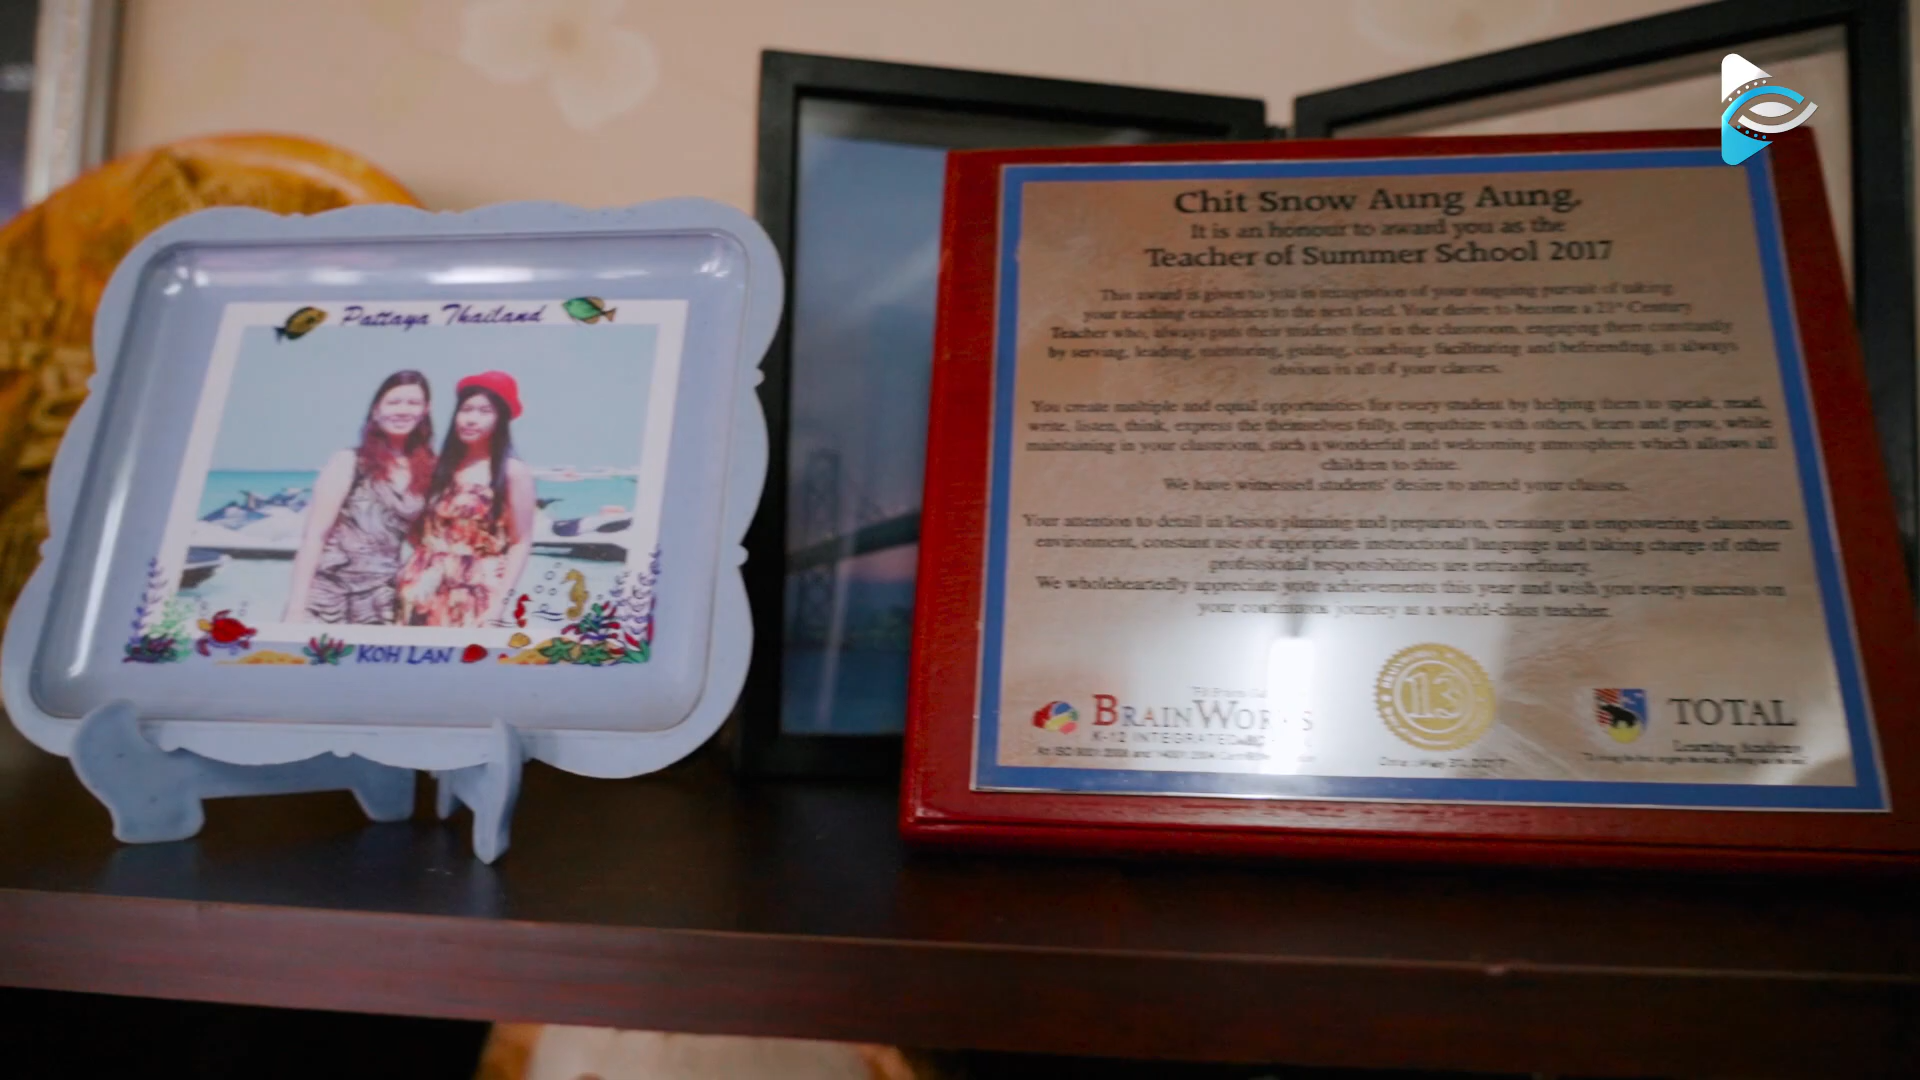 Pattaya Thailand
KOH LAN
Chit Snow Aung Aung,
It is an honour to award you as the
Teacher of Summer School 2017
This award is given to you in recognition of your ongoing pursuit of taking
your teaching excellence to the next level. Your desire to become a 21st Century
Teacher who, always puts their students first in the classroom, engaging them constantly
by serving, leading, mentoring, guiding, coaching, facilitating and befriending, is always
obvious in all of your classes.
You create multiple and equal opportunities for every student by helping them to speak, read,
write, listen, think, express the themselves fully, empathize with others, learn and grow, while
maintaining in your classroom, such a wonderful and welcoming atmosphere which allows all
children to shine.
We have witnessed students' desire to attend your classes.
Your attention to detail in lesson planning and preparation, creating an empowering classroom
environment, constant use of appropriate instructional language and taking charge of other
professional responsibilities are extraordinary.
We wholeheartedly appreciate your achievements this year and wish you every success on
your continuous journey as a world-class teacher.
BRAINWORKS
K-12 INTEGRATED
13
TOTAL
Learning Academy